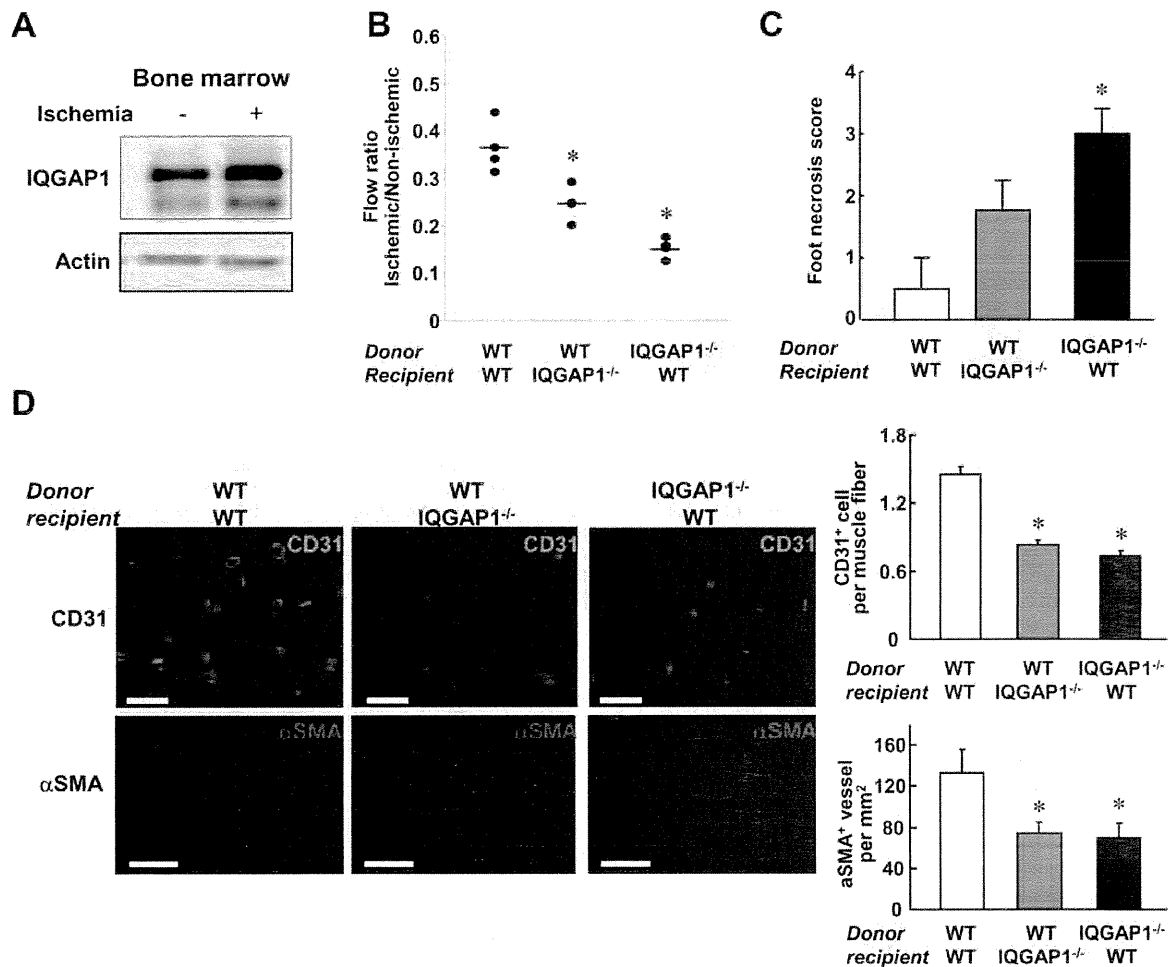 A
Bone marrow
Ischemia - +
IQGAP1
Actin
B
Flow ratio
Ischemic/Non-ischemic
0.6
0.5
0.4
0.3
0.2
0.1
0
*
*
Donor WT WT IQGAP1-/-
Recipient WT IQGAP1-/- WT
C
Foot necrosis score
4
3
2
1
0
*
Donor WT WT IQGAP1-/-
Recipient WT IQGAP1-/- WT
D
Donor WT WT IQGAP1-/-
recipient WT IQGAP1-/- WT
CD31
CD31 CD31 CD31
αSMA
αSMA αSMA αSMA
CD31+ cell
per muscle fiber
1.8
1.2
0.6
0
* *
Donor WT WT IQGAP1-/-
recipient WT IQGAP1-/- WT
aSMA+ vessel
per mm2
160
120
80
40
0
* *
Donor WT WT IQGAP1-/-
recipient WT IQGAP1-/- WT